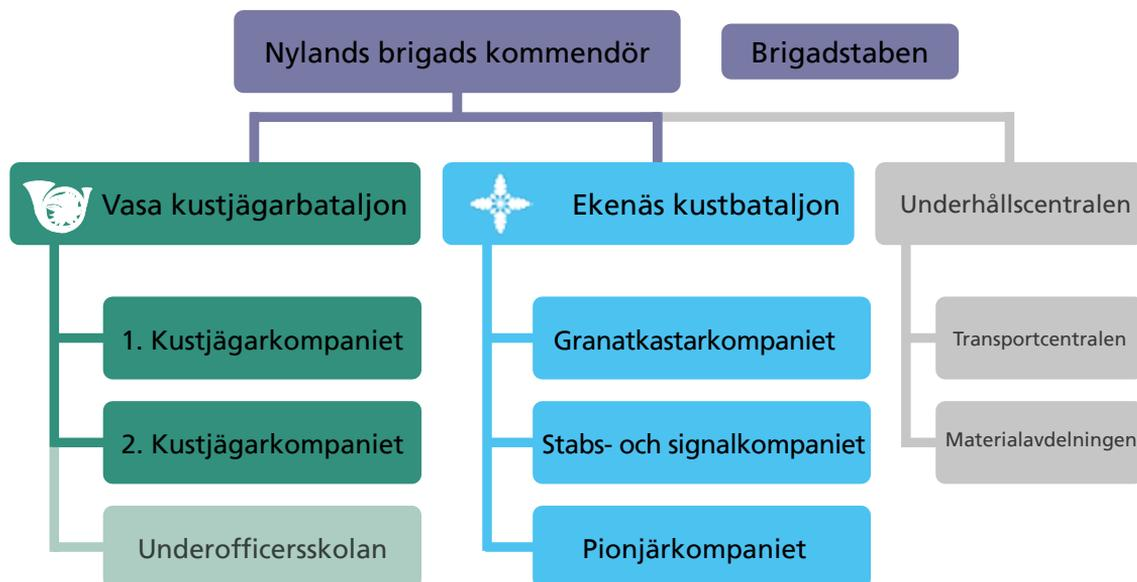 Nylands brigads kommendör
Brigadstaben
Vasa kustjägarbataljon
Ekenäs kustbataljon
Underhållscentralen
1. Kustjägarkompaniet
Granatkastarkompaniet
Transportcentralen
2. Kustjägarkompaniet
Stabs- och signalkompaniet
Materialavdelningen
Underofficersskolan
Pionjärkompaniet